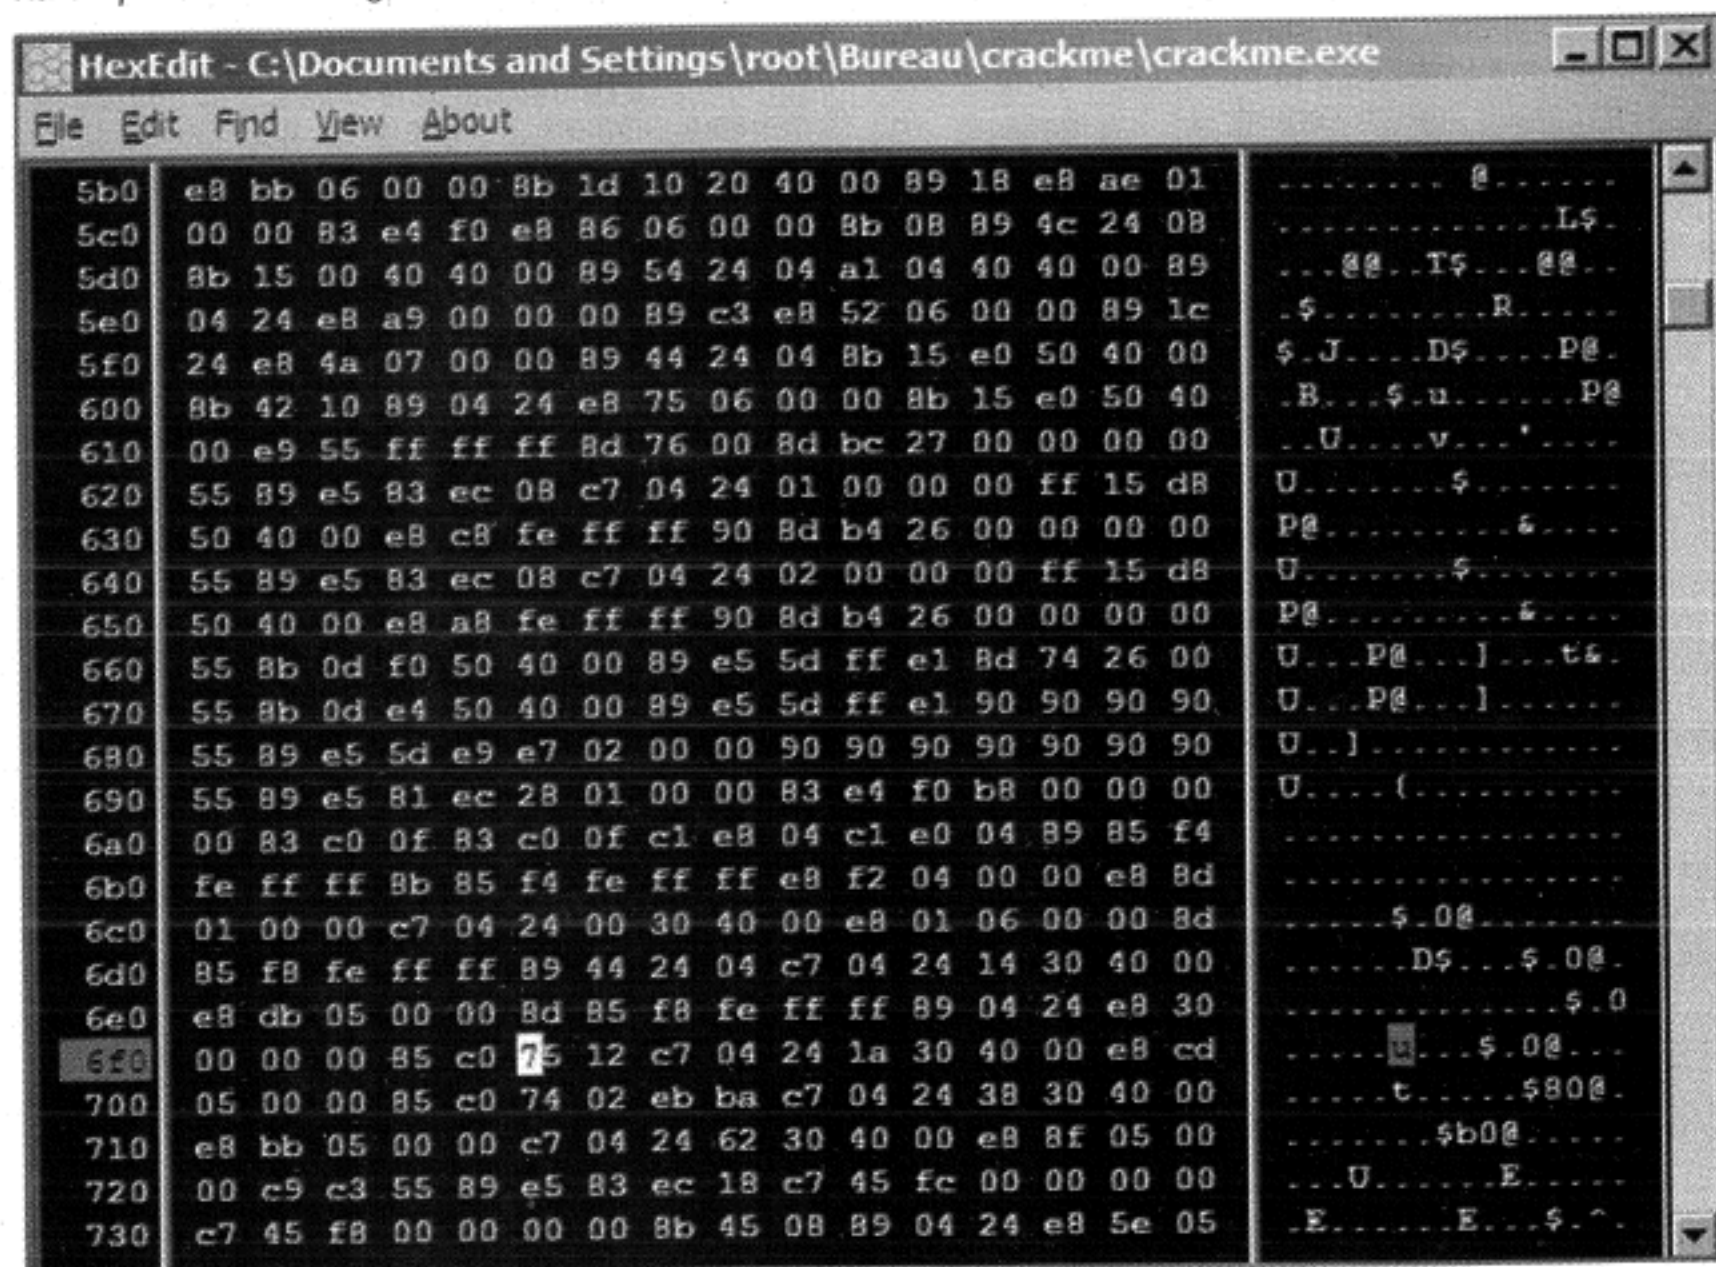 HexEdit - C:\Documents and Settings\root\Bureau\crackme\crackme.exe
File Edit Find View About
5b0 e8 bb 06 00 00 8b 1d 10 20 40 00 89 18 e8 ae 01 ........ @......
5c0 00 00 83 e4 f0 e8 86 06 00 00 8b 08 89 4c 24 08 .............L$.
5d0 8b 15 00 40 40 00 89 54 24 04 a1 04 40 40 00 89 ...@@..T$...@@..
5e0 04 24 e8 a9 00 00 00 89 c3 e8 52 06 00 00 89 1c .$........R.....
5f0 24 e8 4a 07 00 00 89 44 24 04 8b 15 e0 50 40 00 $.J....D$....P@.
600 8b 42 10 89 04 24 e8 75 06 00 00 8b 15 e0 50 40 .B...$.u......P@
610 00 e9 55 ff ff ff 8d 76 00 8d bc 27 00 00 00 00 ..U....v...'....
620 55 89 e5 83 ec 08 c7 04 24 01 00 00 00 ff 15 d8 U.......$.......
630 50 40 00 e8 c8 fe ff ff 90 8d b4 26 00 00 00 00 P@.........&....
640 55 89 e5 83 ec 08 c7 04 24 02 00 00 00 ff 15 d8 U.......$.......
650 50 40 00 e8 a8 fe ff ff 90 8d b4 26 00 00 00 00 P@.........&....
660 55 8b 0d f0 50 40 00 89 e5 5d ff e1 8d 74 26 00 U...P@...]...t&.
670 55 8b 0d e4 50 40 00 89 e5 5d ff e1 90 90 90 90 U...P@...]......
680 55 89 e5 5d e9 e7 02 00 00 90 90 90 90 90 90 90 U..]............
690 55 89 e5 81 ec 28 01 00 00 83 e4 f0 b8 00 00 00 U....(..........
6a0 00 83 c0 0f 83 c0 0f c1 e8 04 c1 e0 04 89 85 f4 ................
6b0 fe ff ff 8b 85 f4 fe ff ff e8 f2 04 00 00 e8 8d ................
6c0 01 00 00 c7 04 24 00 30 40 00 e8 01 06 00 00 8d .....$.0@.......
6d0 85 f8 fe ff ff 89 44 24 04 c7 04 24 14 30 40 00 ......D$...$.0@.
6e0 e8 db 05 00 00 8d 85 f8 fe ff ff 89 04 24 e8 30 .............$.0
6f0 00 00 00 85 c0 75 12 c7 04 24 1a 30 40 00 e8 cd .....u...$.0@...
700 05 00 00 85 c0 74 02 eb ba c7 04 24 38 30 40 00 .....t.....$80@.
710 e8 bb 05 00 00 c7 04 24 62 30 40 00 e8 8f 05 00 .......$b0@.....
720 00 c9 c3 55 89 e5 83 ec 18 c7 45 fc 00 00 00 00 ...U......E.....
730 c7 45 f8 00 00 00 00 8b 45 08 89 04 24 e8 5e 05 .E......E...$.^.